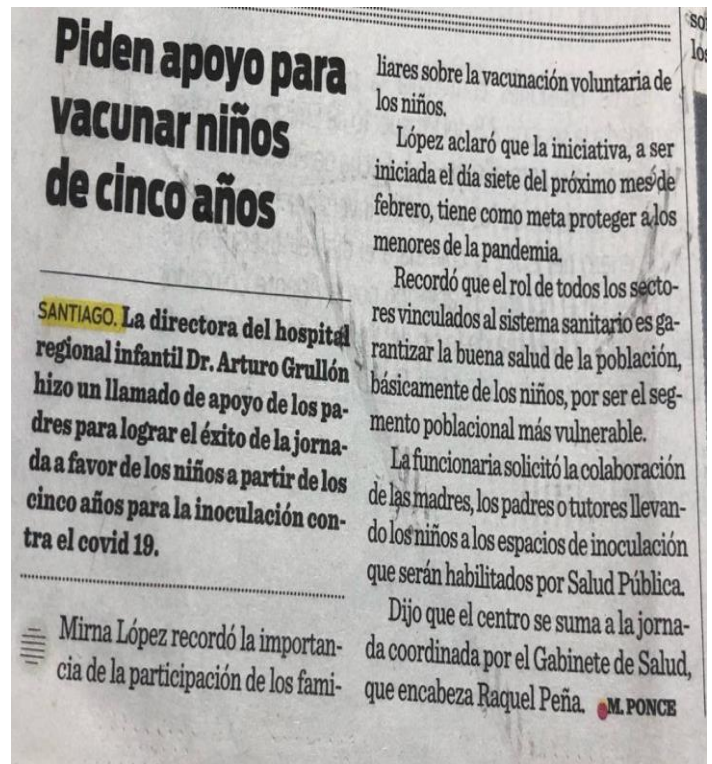 Piden apoyo para
vacunar niños
de cinco años
SANTIAGO. La directora del hospital
regional infantil Dr. Arturo Grullón
hizo un llamado de apoyo de los pa-
dres para lograr el éxito de la jorna-
da a favor de los niños a partir de los
cinco años para la inoculación con-
tra el covid 19.
Mirna López recordó la importan-
cia de la participación de los fami-
liares sobre la vacunación voluntaria de
los niños.
López aclaró que la iniciativa, a ser
iniciada el día siete del próximo mes de
febrero, tiene como meta proteger a los
menores de la pandemia.
Recordó que el rol de todos los secto-
res vinculados al sistema sanitario es ga-
rantizar la buena salud de la población,
básicamente de los niños, por ser el seg-
mento poblacional más vulnerable.
La funcionaria solicitó la colaboración
de las madres, los padres o tutores llevan-
do los niños a los espacios de inoculación
que serán habilitados por Salud Pública.
Dijo que el centro se suma a la jorna-
da coordinada por el Gabinete de Salud,
que encabeza Raquel Peña. M. PONCE